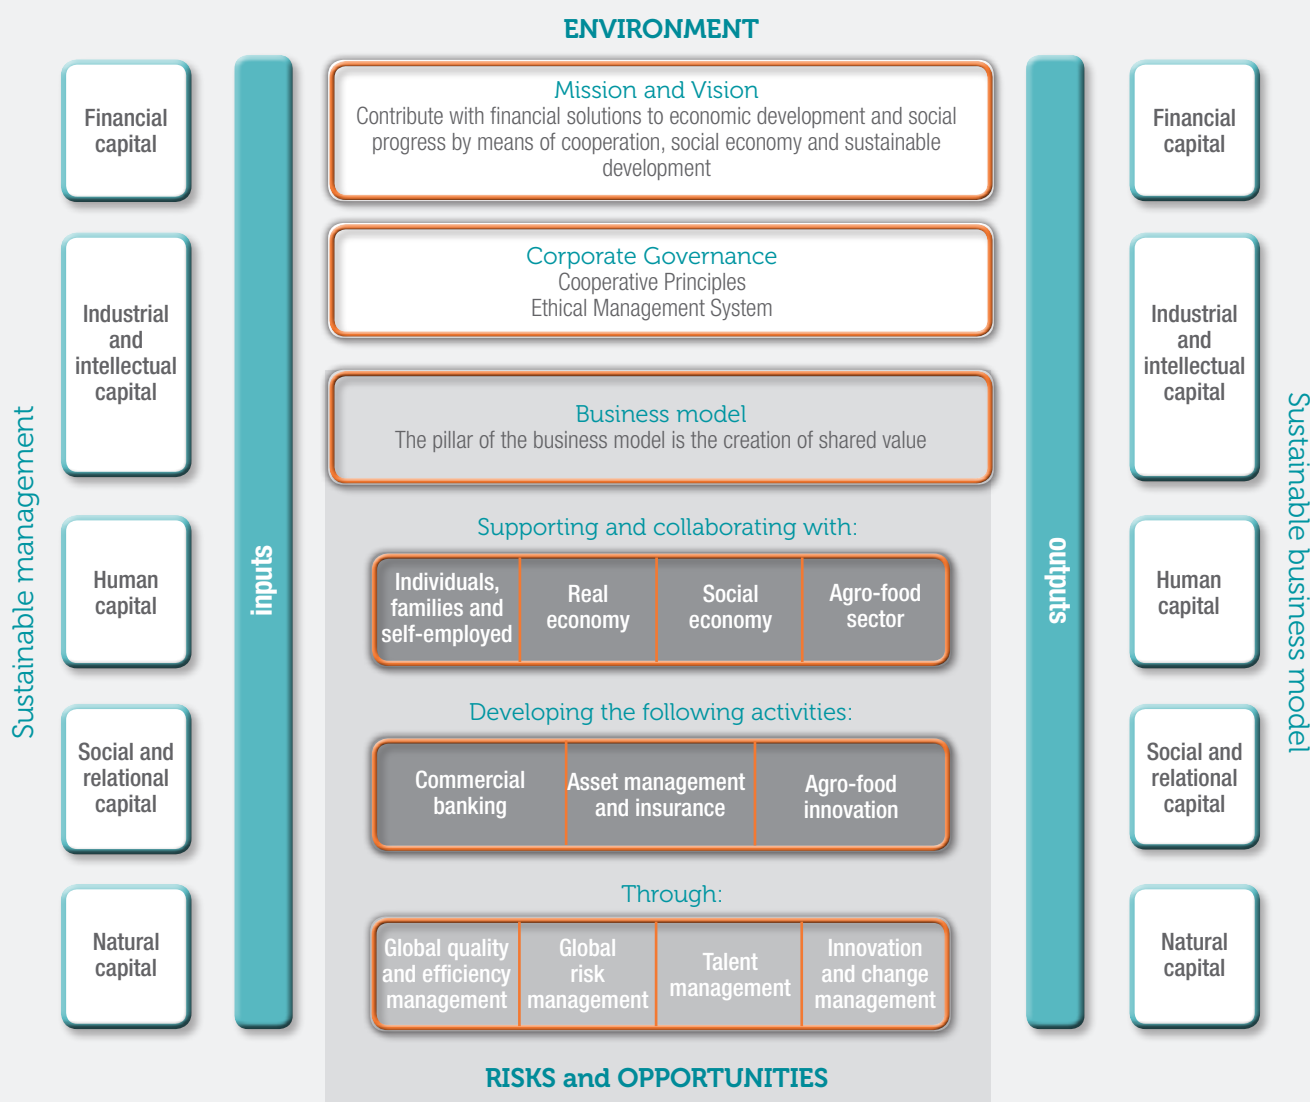 ENVIRONMENT
Sustainable management
Financial
capital
Industrial
and
intellectual
capital
Human
capital
Social and
relational
capital
Natural
capital
inputs
Mission and Vision
Contribute with financial solutions to economic development and social
progress by means of cooperation, social economy and sustainable
development
Corporate Governance
Cooperative Principles
Ethical Management System
Business model
The pillar of the business model is the creation of shared value
Supporting and collaborating with:
Individuals,
families and
self-employed
Real
economy
Social
economy
Agro-food
sector
Developing the following activities:
Commercial
banking
Asset management
and insurance
Agro-food
innovation
Through:
Global quality
and efficiency
management
Global
risk
management
Talent
management
Innovation
and change
management
RISKS and OPPORTUNITIES
outputs
Financial
capital
Industrial
and
intellectual
capital
Human
capital
Social and
relational
capital
Natural
capital
Sustainable business model